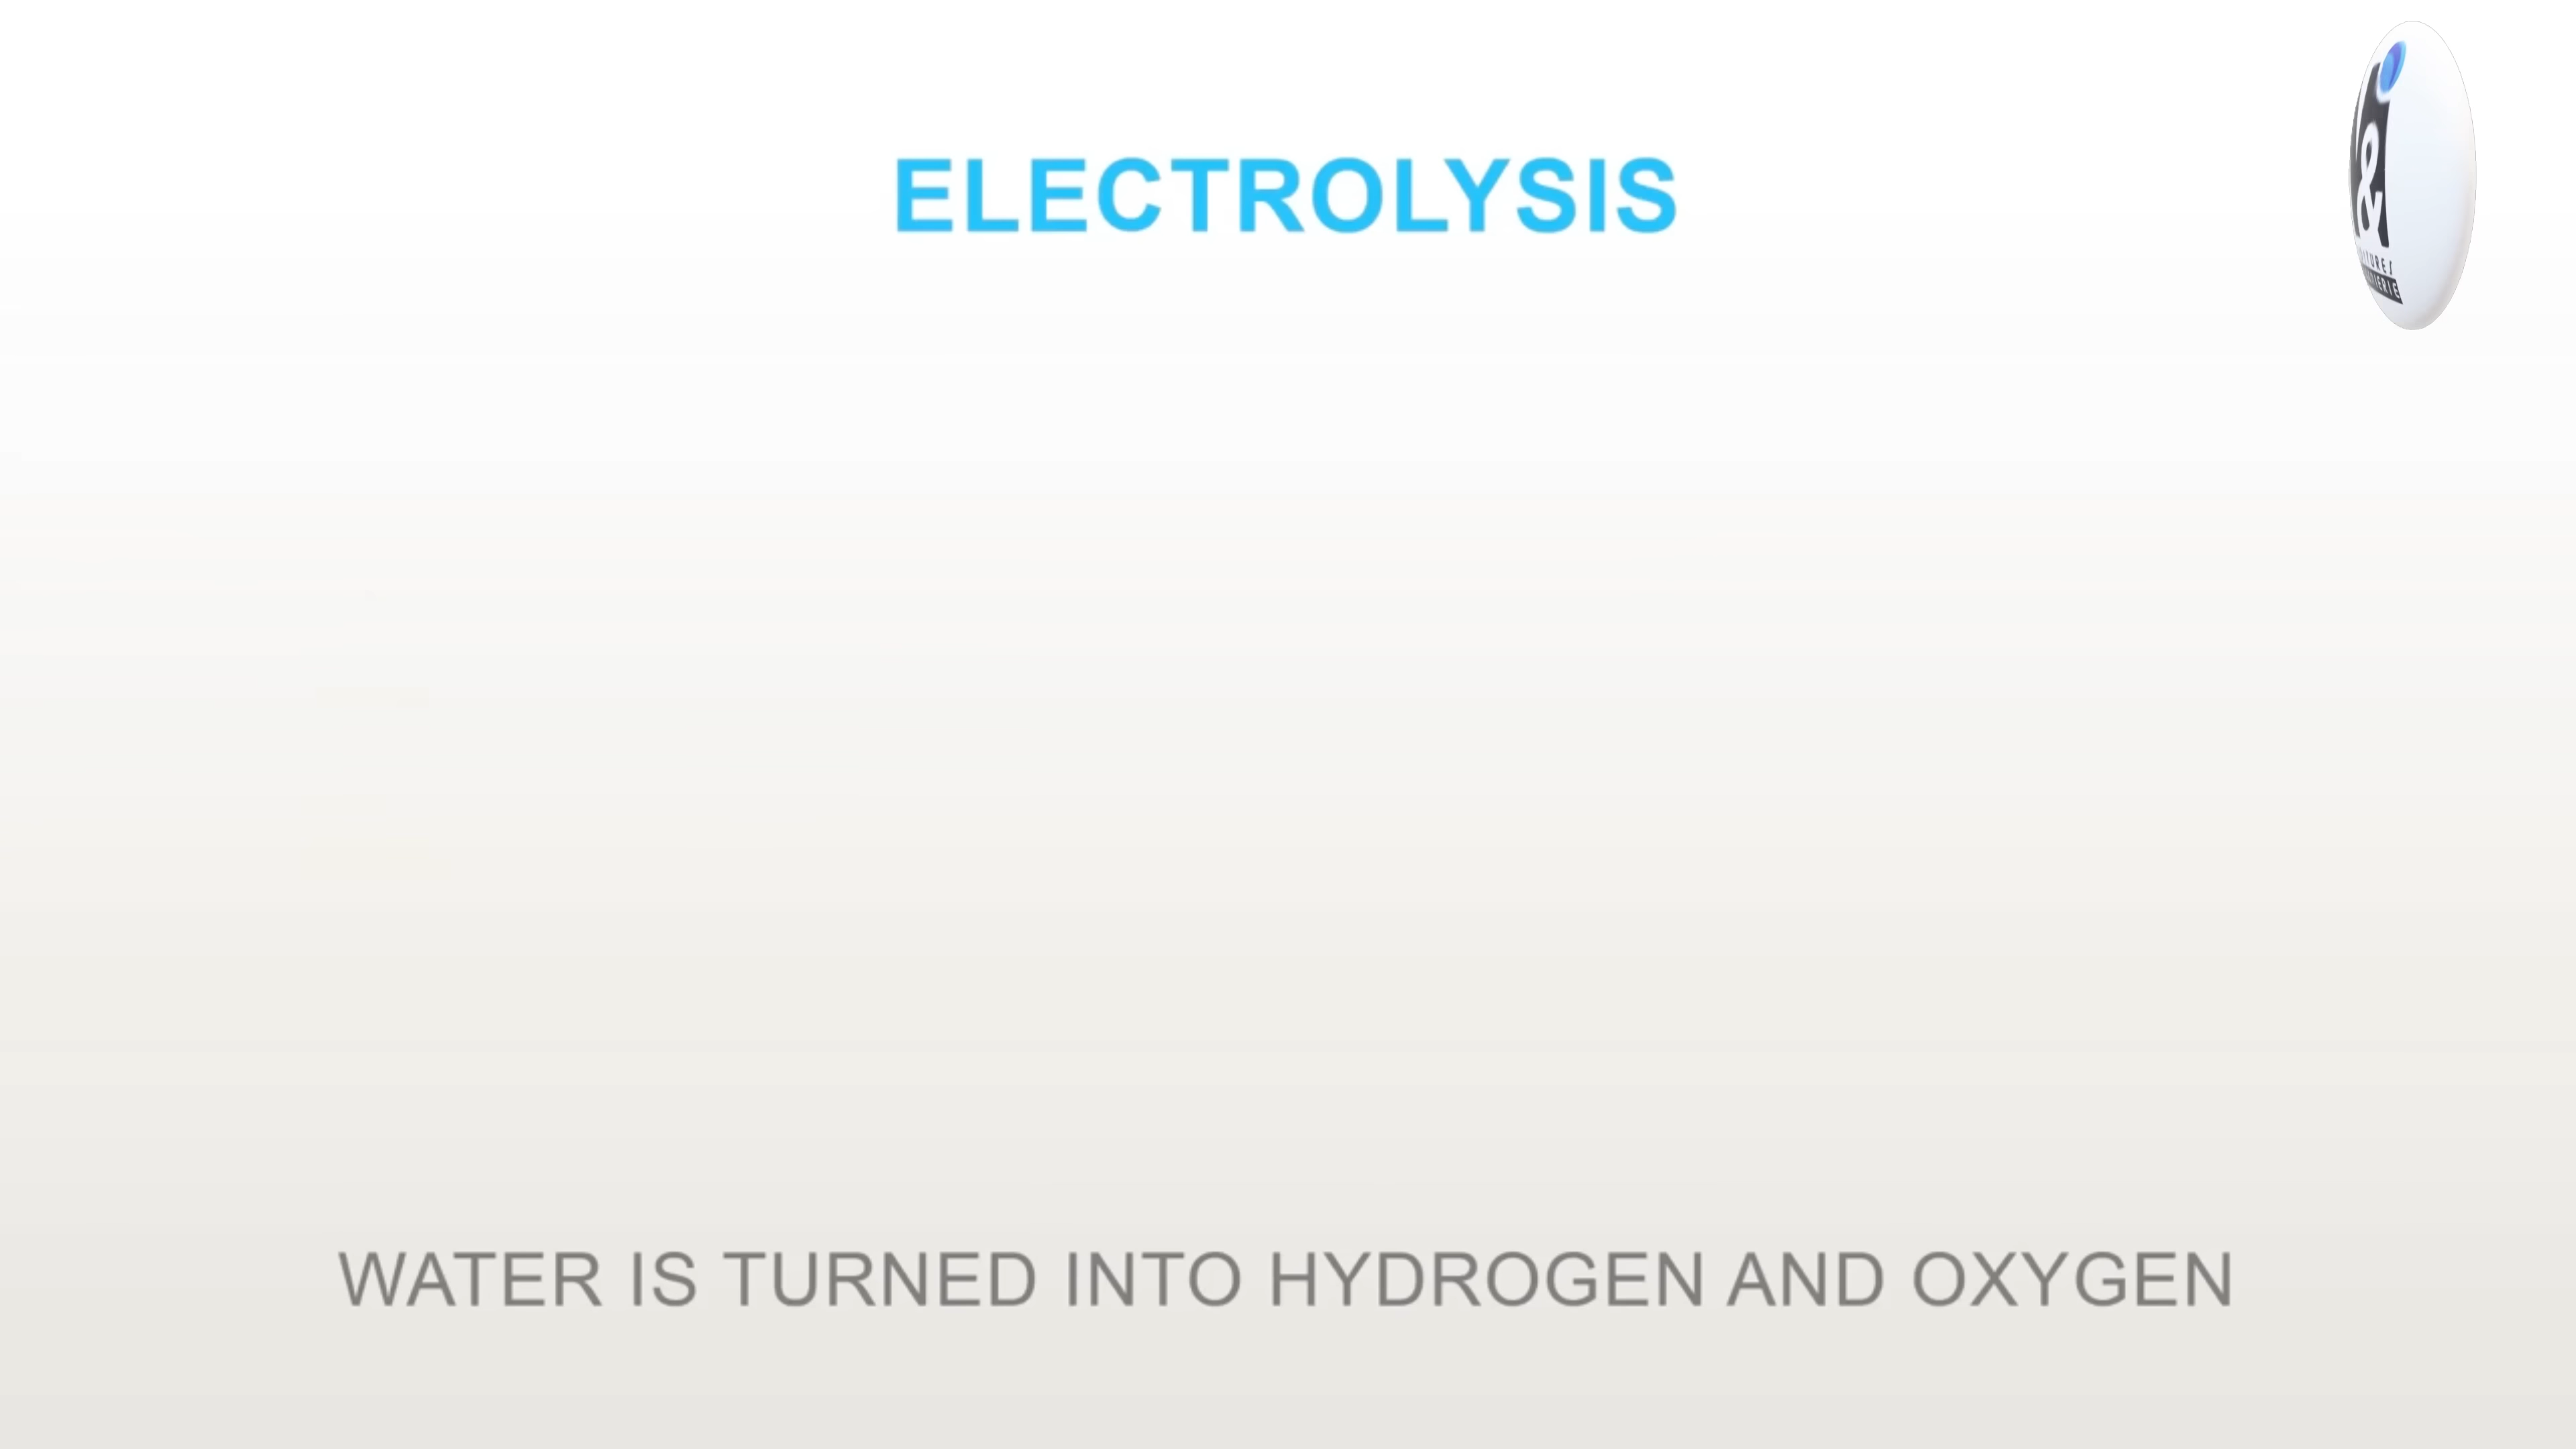 ELECTROLYSIS
&
WATER IS TURNED INTO HYDROGEN AND OXYGEN